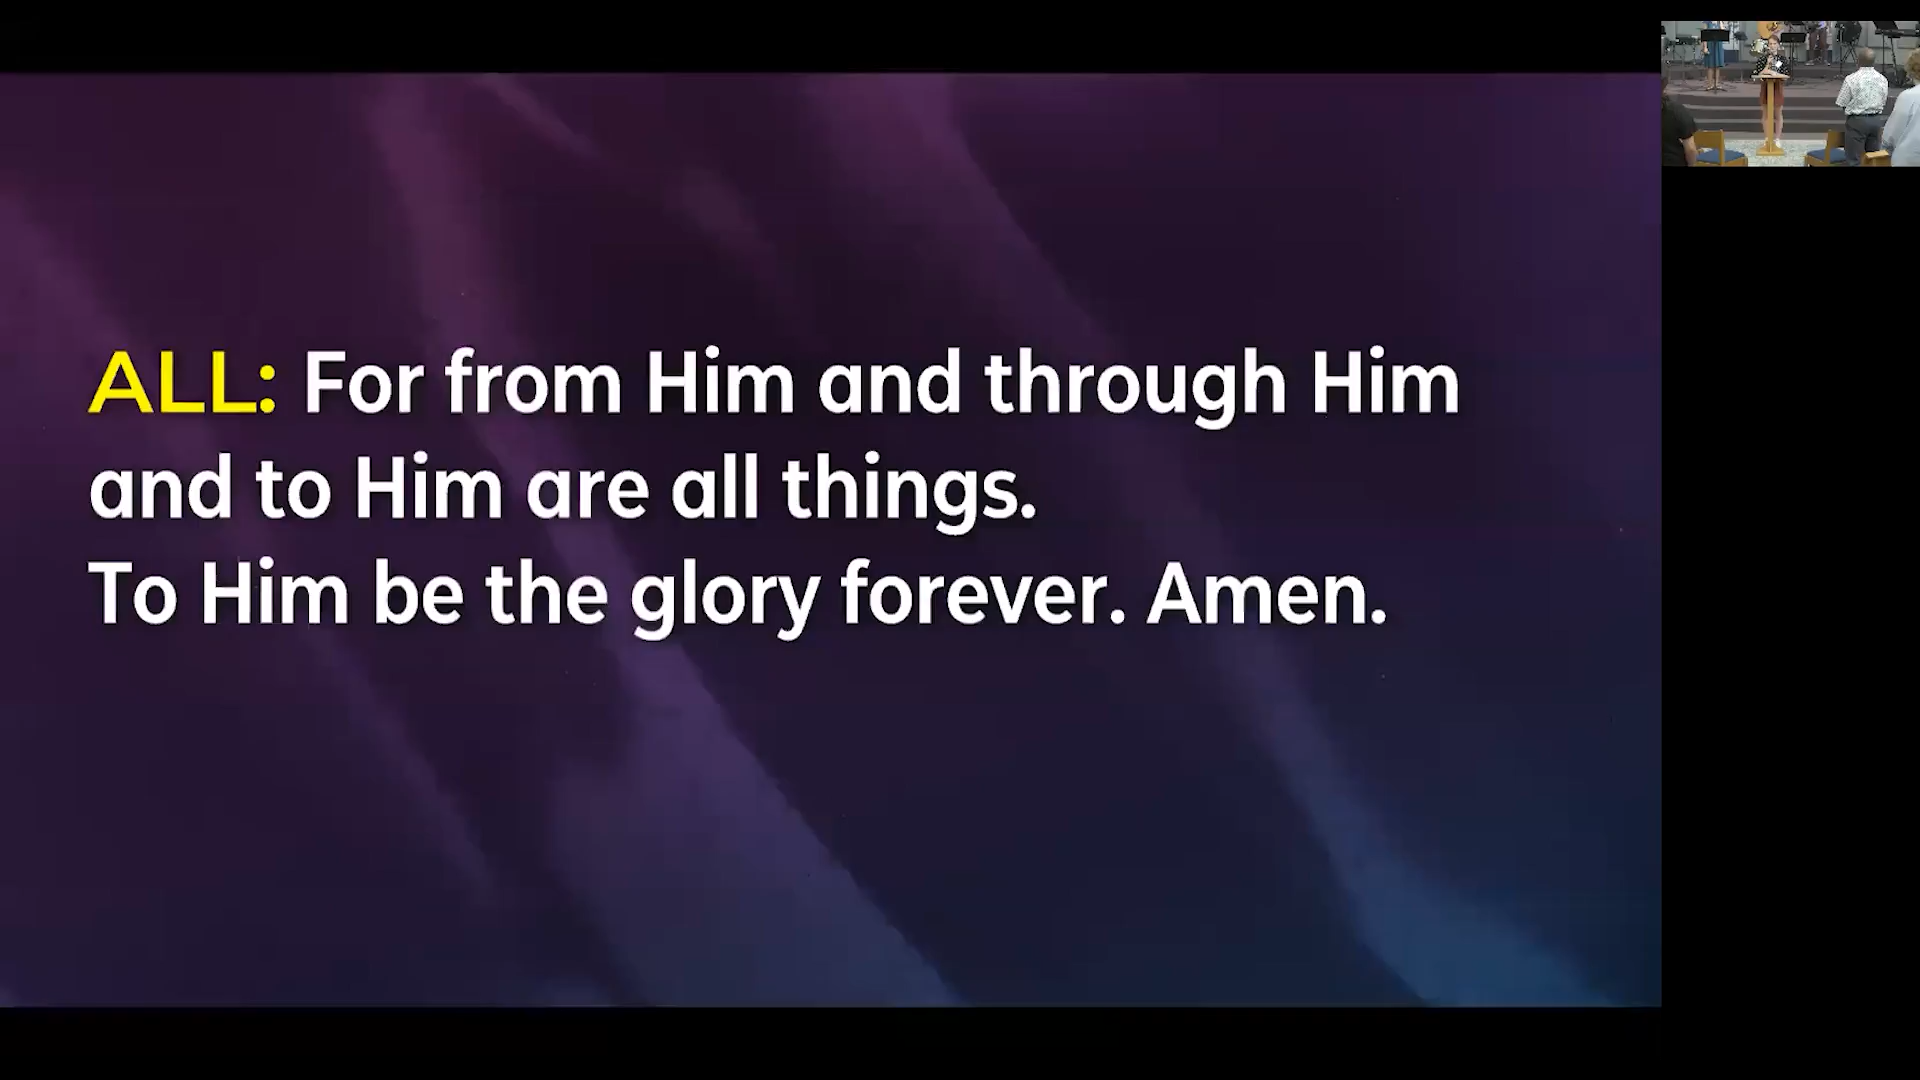 ALL: For from Him and through Him
and to Him are all things.
To Him be the glory forever. Amen.